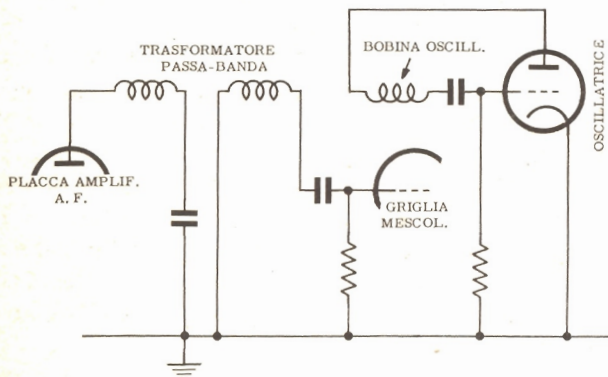 TRASFORMATORE
PASSA-BANDA
BOBINA OSCILL.
OSCILLATRICE
PLACCA AMPLIF.
A. F.
GRIGLIA
MESCOL.